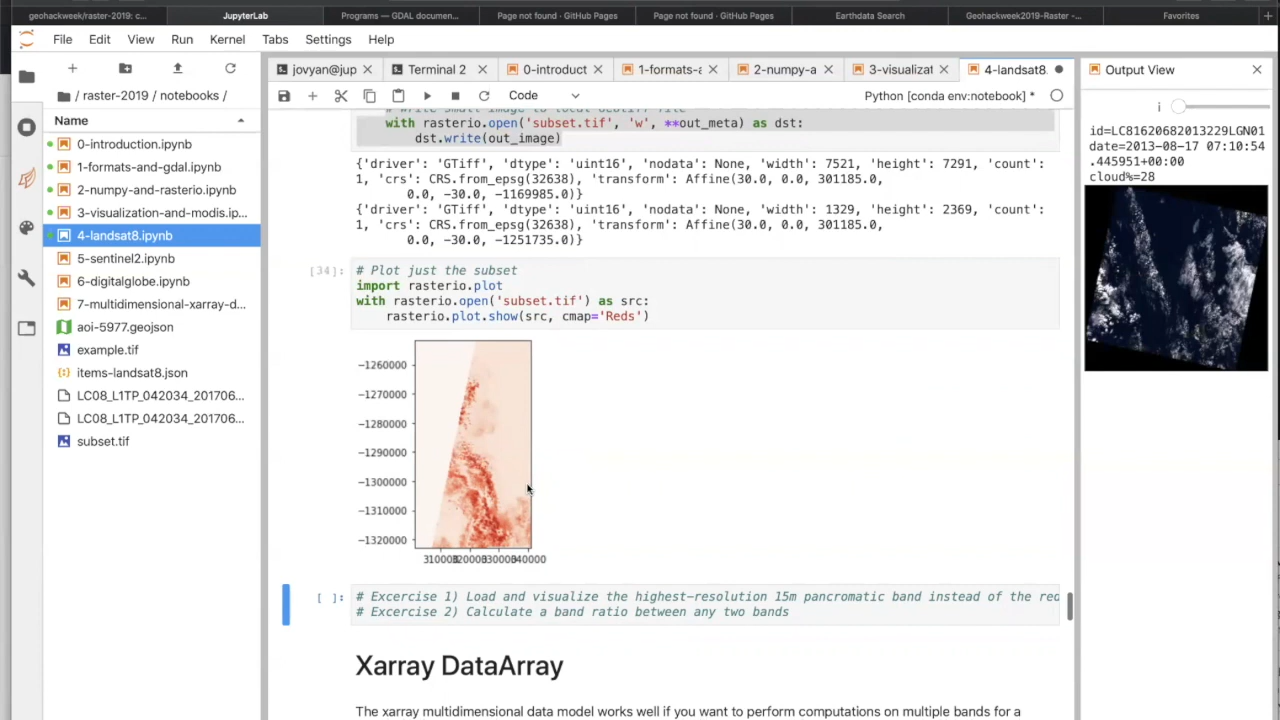 geohackweek/raster-2019: c...
JupyterLab
Programs — GDAL documen...
Page not found · GitHub Pages
Page not found · GitHub Pages
Earthdata Search
Geohackweek2019-Raster -...
Favorites
File Edit View Run Kernel Tabs Settings Help
jovyan@jup
Terminal 2
0-introduct
1-formats-a
2-numpy-a
3-visualizat
4-landsat8.
Output View
/ raster-2019 / notebooks /
Code
Python [conda env:notebook] *
Name
0-introduction.ipynb
1-formats-and-gdal.ipynb
2-numpy-and-rasterio.ipynb
3-visualization-and-modis.ip...
4-landsat8.ipynb
5-sentinel2.ipynb
6-digitalglobe.ipynb
7-multidimensional-xarray-d...
aoi-5977.geojson
example.tif
items-landsat8.json
LC08_L1TP_042034_201706...
LC08_L1TP_042034_201706...
subset.tif
# write small image to local GeoTIFF file
with rasterio.open('subset.tif', 'w', **out_meta) as dst:
dst.write(out_image)
{'driver': 'GTiff', 'dtype': 'uint16', 'nodata': None, 'width': 7521, 'height': 7291, 'count':
1, 'crs': CRS.from_epsg(32638), 'transform': Affine(30.0, 0.0, 301185.0,
0.0, -30.0, -1169985.0)}
{'driver': 'GTiff', 'dtype': 'uint16', 'nodata': None, 'width': 1329, 'height': 2369, 'count':
1, 'crs': CRS.from_epsg(32638), 'transform': Affine(30.0, 0.0, 301185.0,
0.0, -30.0, -1251735.0)}
[34]:
# Plot just the subset
import rasterio.plot
with rasterio.open('subset.tif') as src:
rasterio.plot.show(src, cmap='Reds')
−1260000
−1270000
−1280000
−1290000
−1300000
−1310000
−1320000
310000 320000 330000 340000
[ ]:
# Excercise 1) Load and visualize the highest-resolution 15m pancromatic band instead of the red
# Excercise 2) Calculate a band ratio between any two bands
Xarray DataArray
The xarray multidimensional data model works well if you want to perform computations on multiple bands for a
i
id=LC81620682013229LGN01
date=2013-08-17 07:10:54
.445951+00:00
cloud%=28